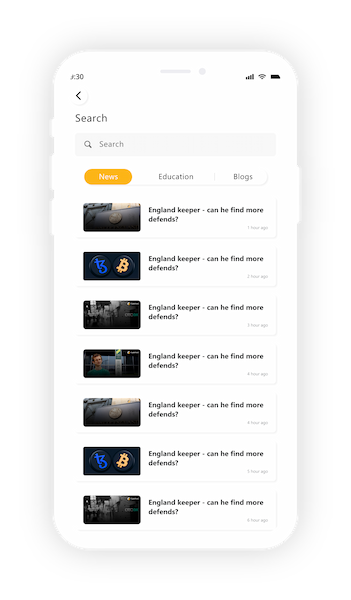 9:30
Search
Search
News Education Blogs
England keeper - can he find more
defends?
1 hour ago
England keeper - can he find more
defends?
2 hour ago
England keeper - can he find more
defends?
3 hour ago
England keeper - can he find more
defends?
4 hour ago
England keeper - can he find more
defends?
4 hour ago
England keeper - can he find more
defends?
5 hour ago
England keeper - can he find more
defends?
6 hour ago